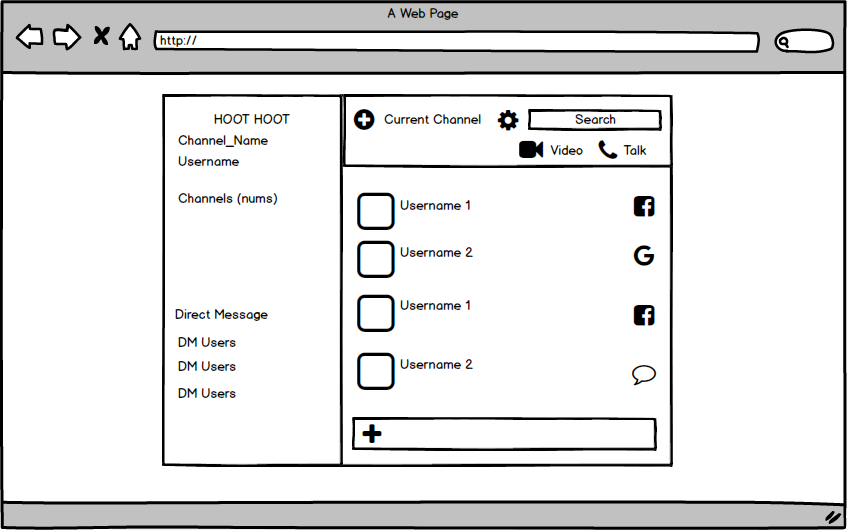 A Web Page
http://
HOOT HOOT
Channel_Name
Username
Channels (nums)
Direct Message
DM Users
DM Users
DM Users
Current Channel
Search
Video
Talk
Username 1
Username 2
Username 1
Username 2